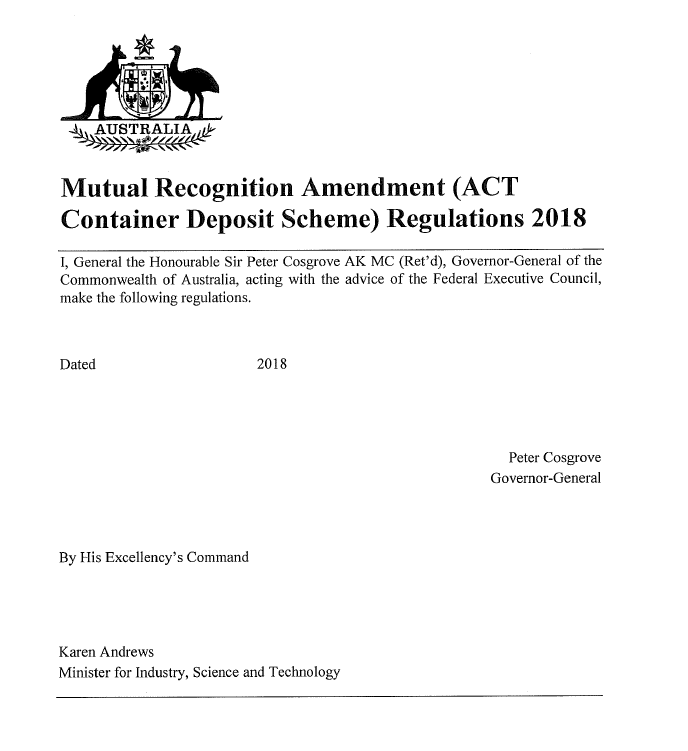 AUSTRALIA
Mutual Recognition Amendment (ACT
Container Deposit Scheme) Regulations 2018
I, General the Honourable Sir Peter Cosgrove AK MC (Ret’d), Governor-General of the
Commonwealth of Australia, acting with the advice of the Federal Executive Council,
make the following regulations.
Dated 2018
Peter Cosgrove
Governor-General
By His Excellency’s Command
Karen Andrews
Minister for Industry, Science and Technology